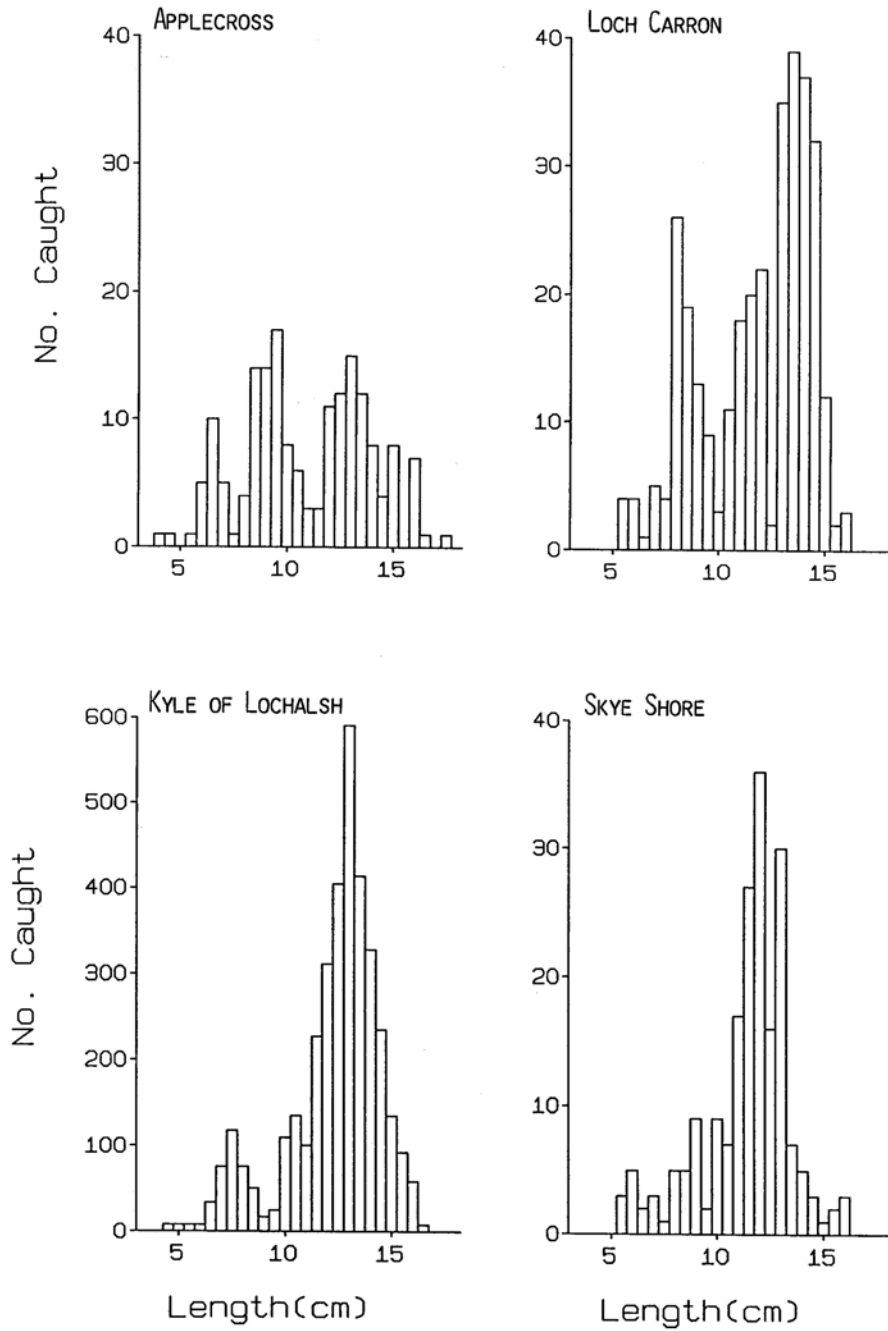 APPLECROSS
40
30
20
10
0
5 10 15
No. Caught
LOCH CARRON
40
30
20
10
0
5 10 15
KYLE OF LOCHALSH
600
500
400
300
200
100
0
5 10 15
No. Caught
Length(cm)
SKYE SHORE
40
30
20
10
0
5 10 15
Length(cm)